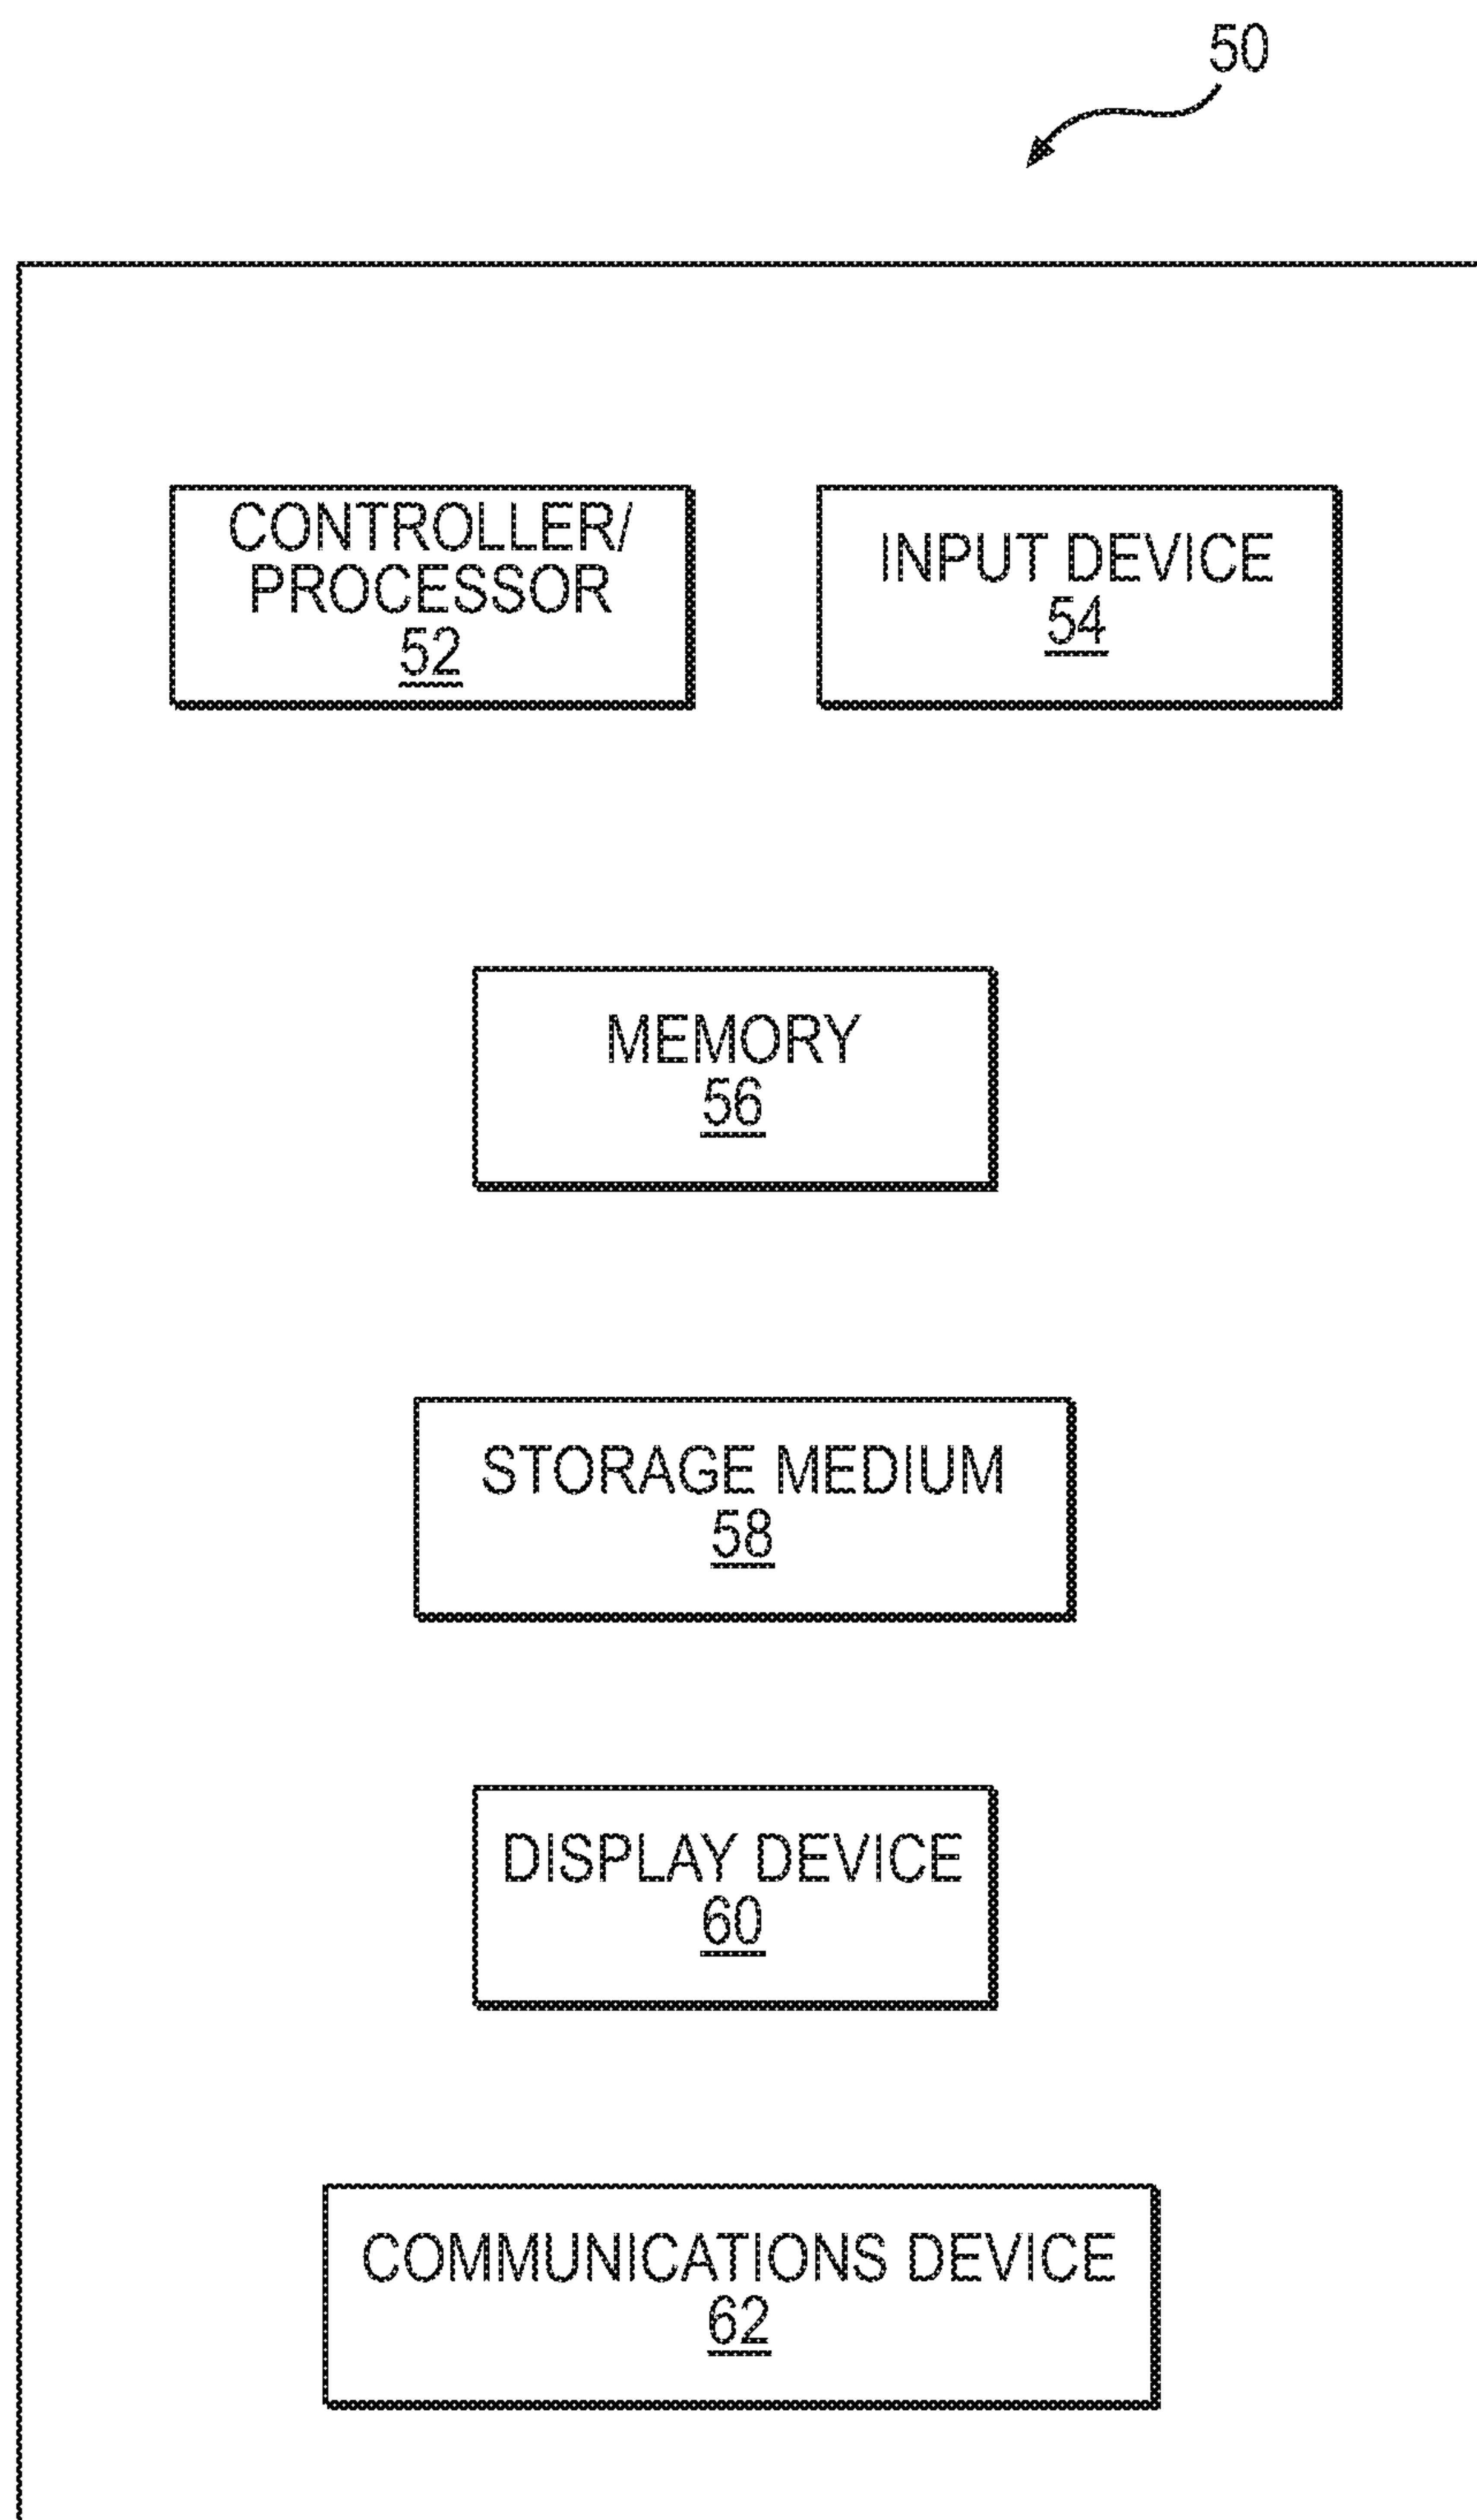 50
CONTROLLER/
PROCESSOR
52
INPUT DEVICE
54
MEMORY
56
STORAGE MEDIUM
58
DISPLAY DEVICE
60
COMMUNICATIONS DEVICE
62